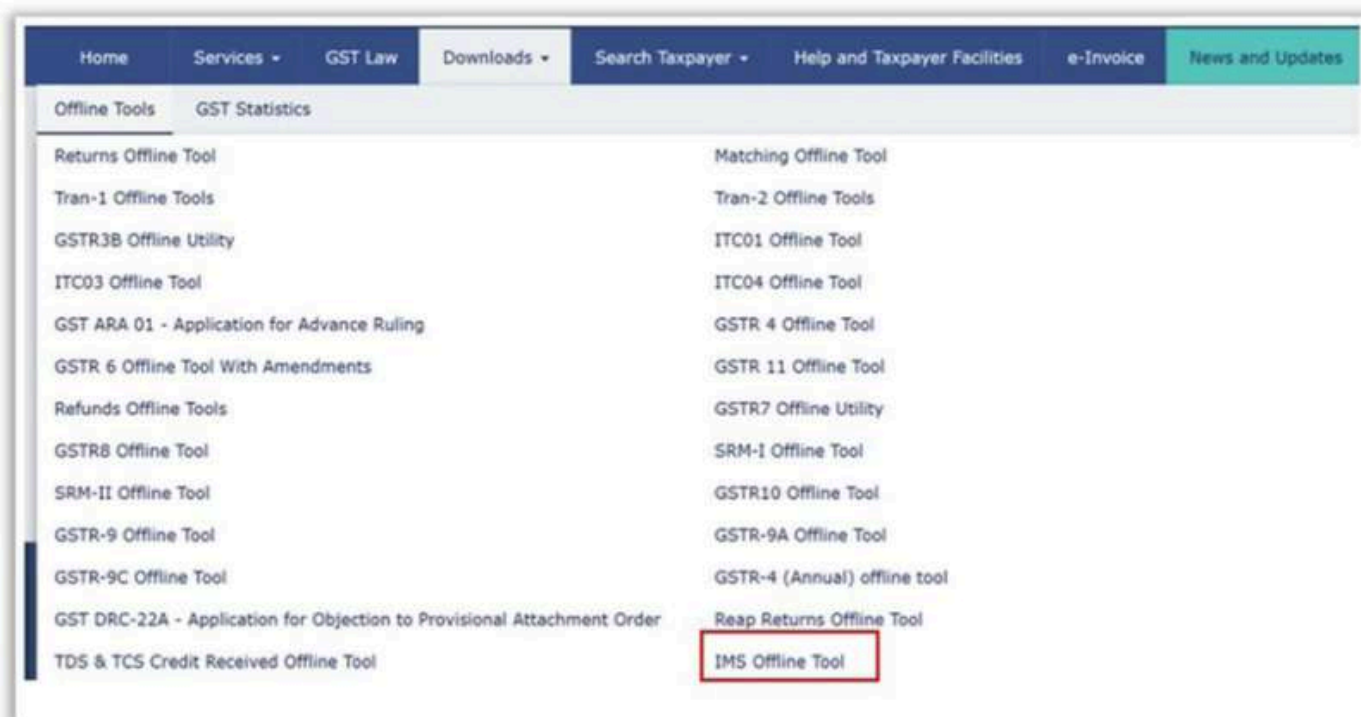 Home Services GST Law Downloads Search Taxpayer Help and Taxpayer Facilities e-Invoice News and Updates
Offline Tools GST Statistics
Returns Offline Tool Matching Offline Tool
Tran-1 Offline Tools Tran-2 Offline Tools
GSTR3B Offline Utility ITC01 Offline Tool
ITC03 Offline Tool ITC04 Offline Tool
GST ARA 01 - Application for Advance Ruling GSTR 4 Offline Tool
GSTR 6 Offline Tool With Amendments GSTR 11 Offline Tool
Refunds Offline Tools GSTR7 Offline Utility
GSTR8 Offline Tool SRM-I Offline Tool
SRM-II Offline Tool GSTR10 Offline Tool
GSTR-9 Offline Tool GSTR-9A Offline Tool
GSTR-9C Offline Tool GSTR-4 (Annual) offline tool
GST DRC-22A - Application for Objection to Provisional Attachment Order Reap Returns Offline Tool
TDS & TCS Credit Received Offline Tool IMS Offline Tool